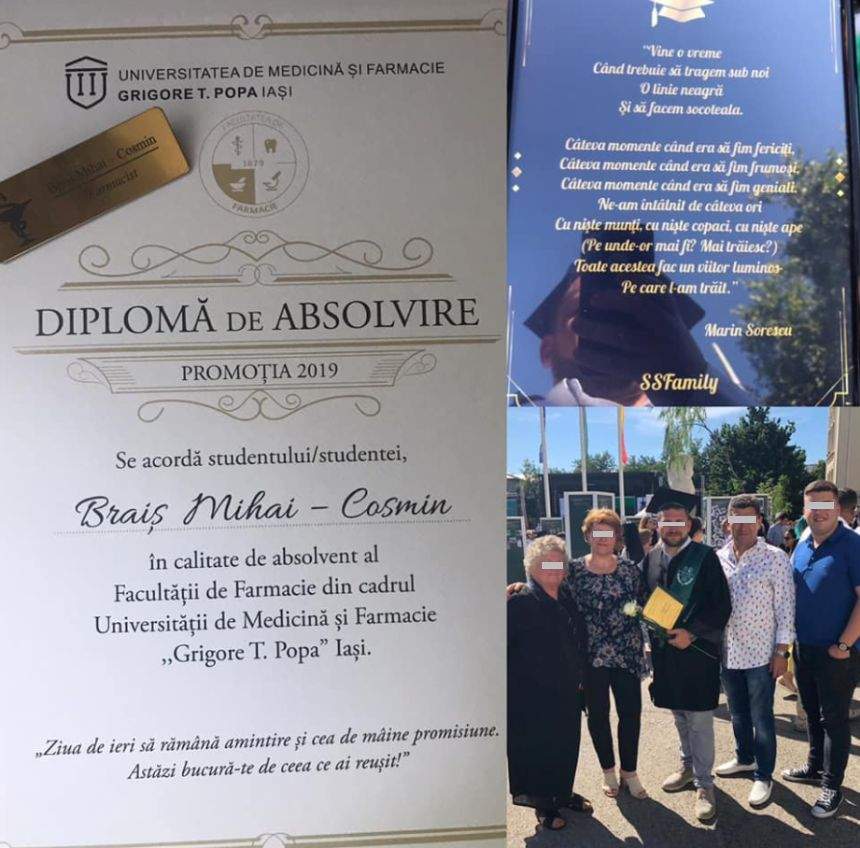 UNIVERSITATEA DE MEDICINĂ ȘI FARMACIE
GRIGORE T. POPA IAȘI
Braiș Mihai – Cosmin
Farmacist
FACULTATEA DE
1879
FARMACIE
DIPLOMĂ DE ABSOLVIRE
PROMOȚIA 2019
Se acordă studentului/studentei,
Braiș Mihai – Cosmin
în calitate de absolvent al
Facultății de Farmacie din cadrul
Universității de Medicină și Farmacie
,,Grigore T. Popa” Iași.
„Ziua de ieri să rămână amintire și cea de mâine promisiune.
Astăzi bucură-te de ceea ce ai reușit!”
“Vine o vreme
Când trebuie să tragem sub noi
O linie neagră
Și să facem socoteala.
Câteva momente când era să fim fericiți,
Câteva momente când era să fim frumoși,
Câteva momente când era să fim geniali.
Ne-am întâlnit de câteva ori
Cu niște munți, cu niște copaci, cu niște ape
(Pe unde-or mai fi? Mai trăiesc?)
Toate acestea fac un viitor luminos-
Pe care l-am trăit.”
Marin Sorescu
SSFamily